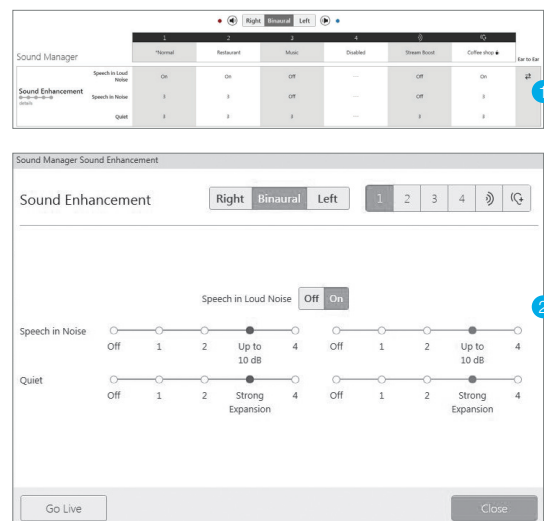 Right Binaural Left
1 2 3 4
Sound Manager *Normal Restaurant Music Disabled Stream Boost Coffee shop Ear to Ear
Speech in Loud Noise On On Off --- Off On
Sound Enhancement
details
Speech in Noise 3 3 Off --- Off 3
Quiet 3 3 3 --- 3 3
1
Sound Manager Sound Enhancement
Sound Enhancement Right Binaural Left 1 2 3 4
Speech in Loud Noise Off On
2
Speech in Noise
Off 1 2 Up to 10 dB 4 Off 1 2 Up to 10 dB 4
Quiet
Off 1 2 Strong Expansion 4 Off 1 2 Strong Expansion 4
Go Live Close